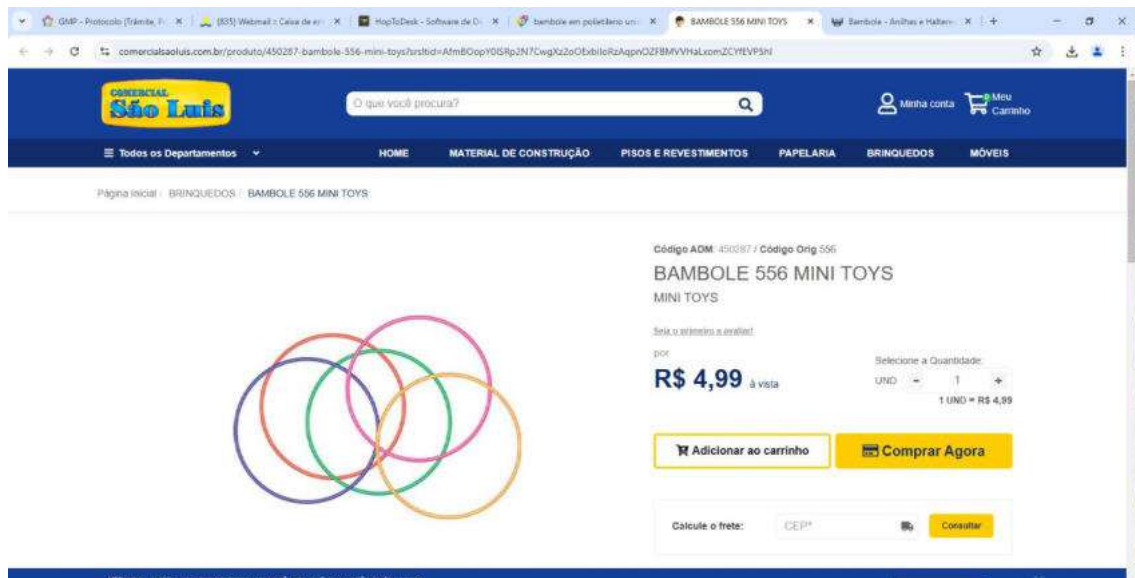 GMP - Protocolo (Trâmite, P
(835) Webmail :: Caixa de en
HopToDesk - Software de D
bambole em polietileno uni
BAMBOLE 556 MINI TOYS
Bambole - Anilhas e Halter
comercialsaoluis.com.br/produto/450287-bambole-556-mini-toys?srsltid=
COMERCIAL
São Luis
O que você procura?
Minha conta
Meu
Carrinho
Todos os Departamentos
HOME
MATERIAL DE CONSTRUÇÃO
PISOS E REVESTIMENTOS
PAPELARIA
BRINQUEDOS
MÓVEIS
Página Inicial
BRINQUEDOS
BAMBOLE 556 MINI TOYS
Código ADM: 450287 / Código Orig 556
BAMBOLE 556 MINI TOYS
MINI TOYS
Seja o primeiro a avaliar!
por
R$ 4,99 à vista
Selecione a Quantidade:
UND - 1 +
1 UND = R$ 4,99
Adicionar ao carrinho
Comprar Agora
Calcule o frete:
CEP*
Consultar